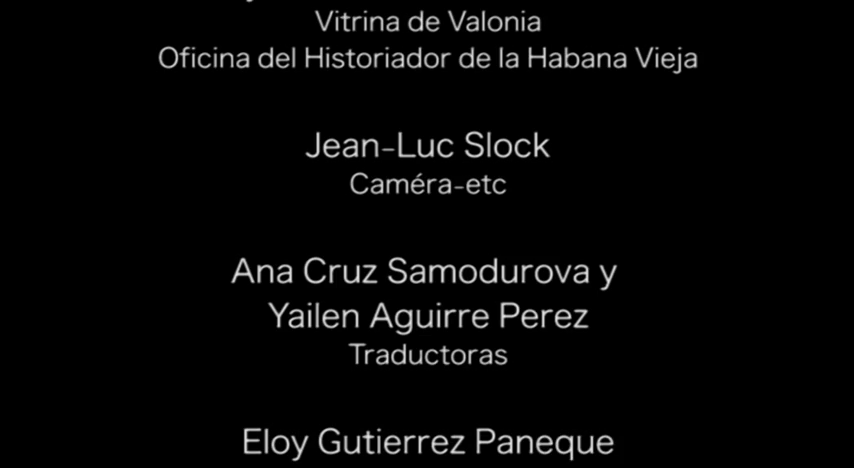 Vitrina de Valonia
Oficina del Historiador de la Habana Vieja
Jean-Luc Slock
Caméra-etc
Ana Cruz Samodurova y
Yailen Aguirre Perez
Traductoras
Eloy Gutierrez Paneque